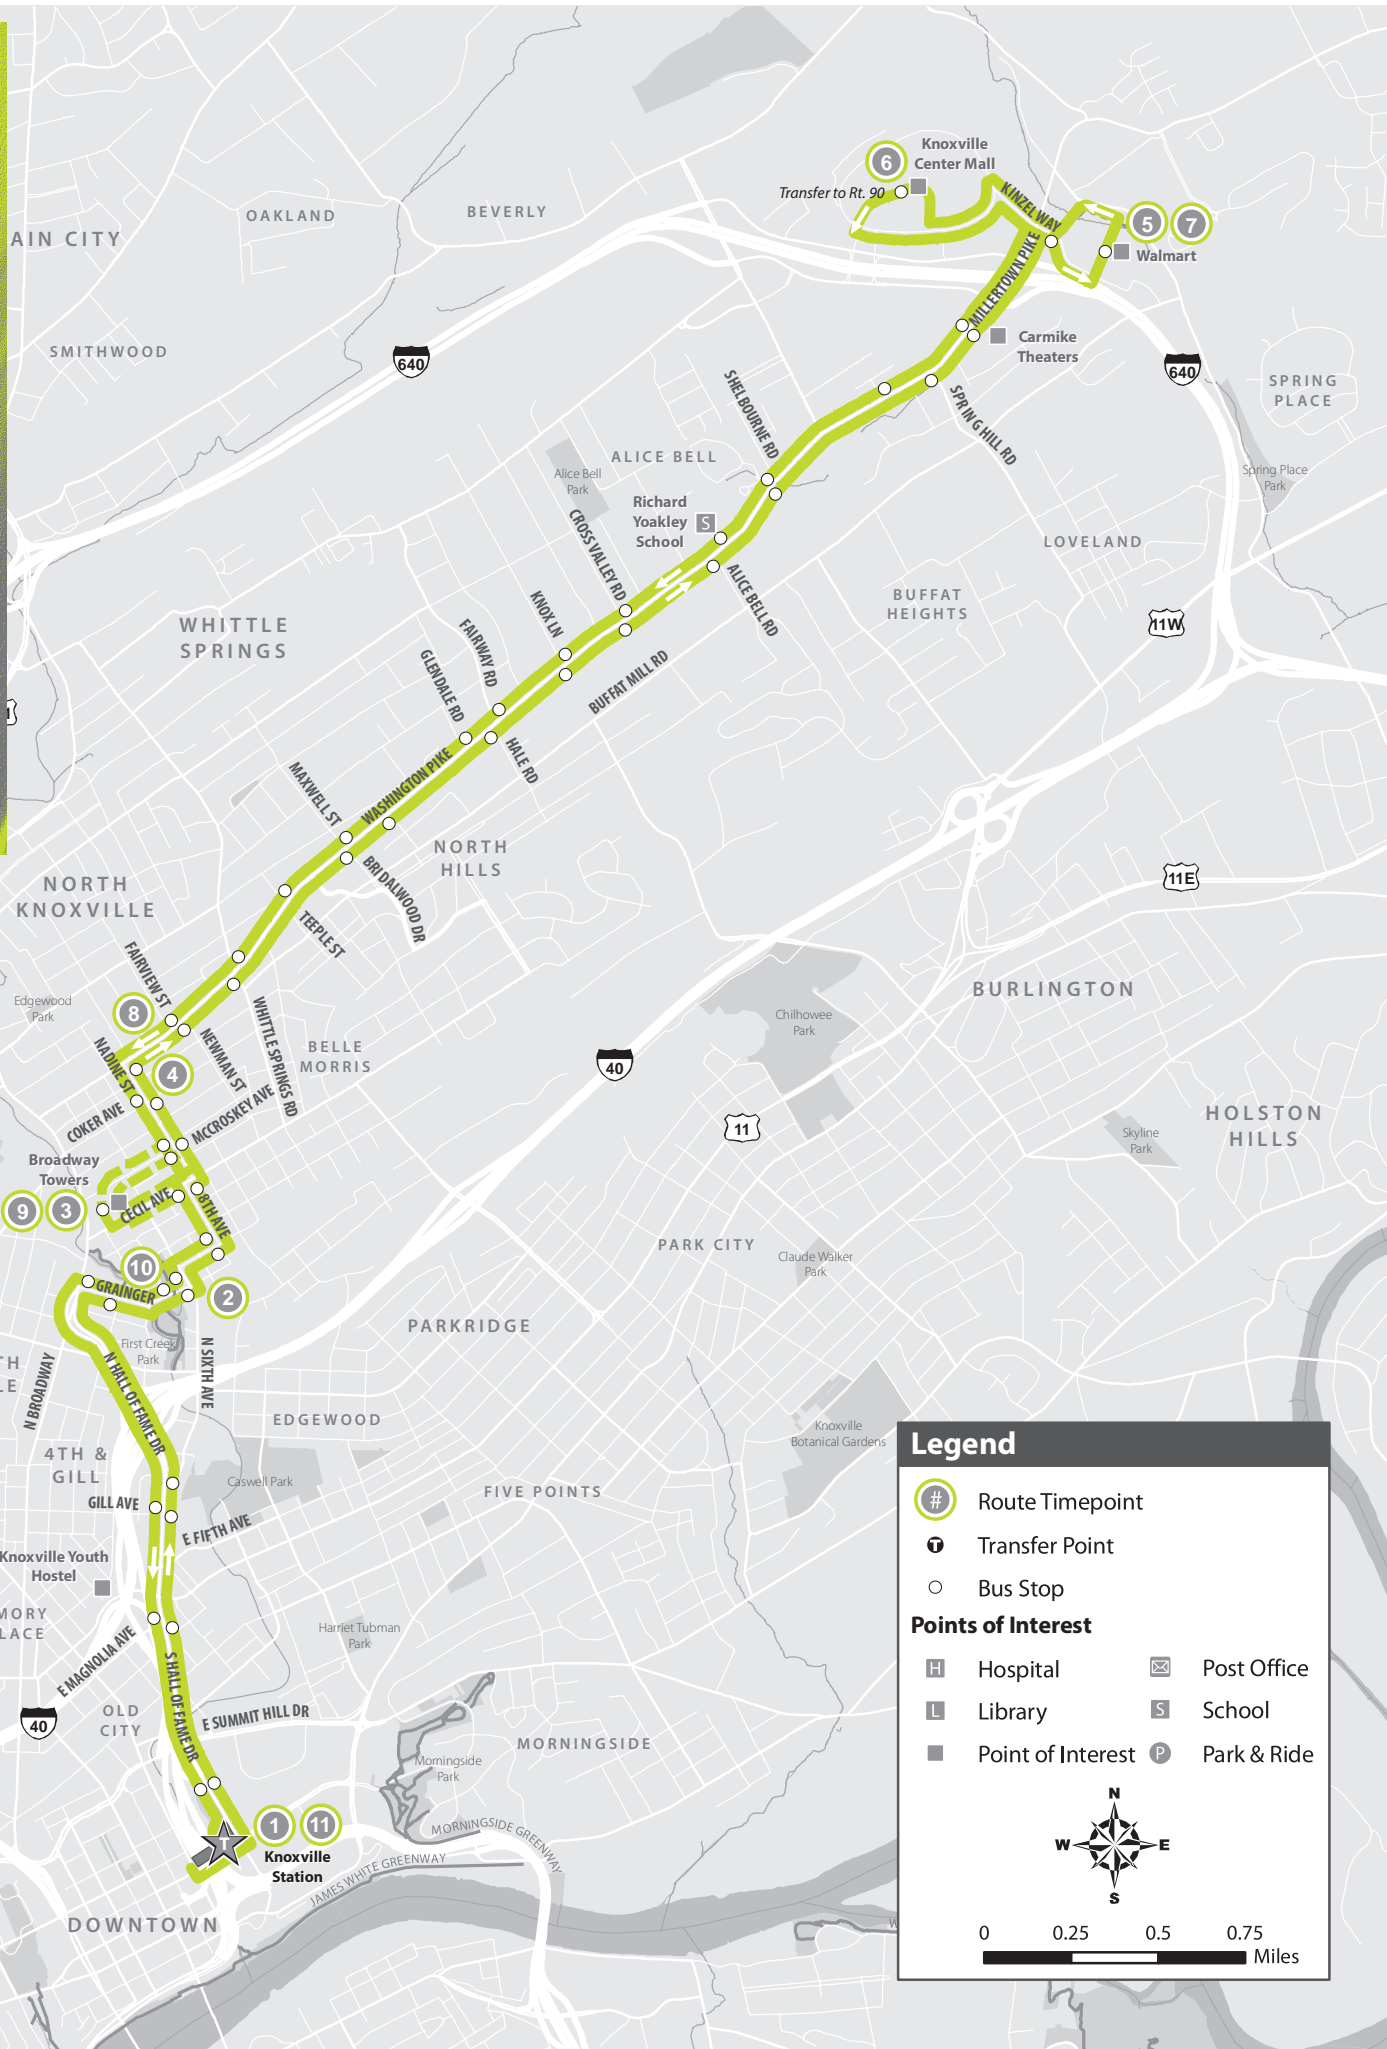 Knoxville
Center Mall
6
Transfer to Rt. 90
KINZEL WAY
5
7
Walmart
OAKLAND
BEVERLY
AIN CITY
MILLERTOWN PIKE
Carmike
Theaters
SMITHWOOD
640
640
SPRING
PLACE
SHELBOURNE RD
SPRING HILL RD
ALICE BELL
Alice Bell
Park
Spring Place
Park
Richard
Yoakley
School
S
CROSS VALLEY RD
LOVELAND
ALICE BELL RD
KNOX LN
BUFFAT
HEIGHTS
11W
WHITTLE
SPRINGS
FAIRWAY RD
GLENDALE RD
BUFFAT MILL RD
HALE RD
WASHINGTON PIKE
MAXWELL ST
NORTH
HILLS
BRIDALWOOD DR
11E
NORTH
KNOXVILLE
TEEPLE ST
FAIRVIEW ST
BURLINGTON
Edgewood
Park
8
WHITTLE SPRINGS RD
Chilhowee
Park
NEWMAN ST
NADINE ST
BELLE
MORRIS
40
4
COKER AVE
MCCROSKEY AVE
11
HOLSTON
HILLS
Skyline
Park
Broadway
Towers
9
3
CECIL AVE
8TH AVE
PARK CITY
Claude Walker
Park
10
GRAINGER
2
PARKRIDGE
First Creek
Park
N SIXTH AVE
TH
LE
N BROADWAY
N HALL OF FAME DR
EDGEWOOD
Knoxville
Botanical Gardens
4TH &
GILL
Caswell Park
FIVE POINTS
GILL AVE
E FIFTH AVE
Knoxville Youth
Hostel
MORY
LACE
Harriet Tubman
Park
E MAGNOLIA AVE
S HALL OF FAME DR
OLD
CITY
E SUMMIT HILL DR
40
MORNINGSIDE
Morningside
Park
1
11
T
Knoxville
Station
MORNINGSIDE GREENWAY
JAMES WHITE GREENWAY
DOWNTOWN
W
Legend
# Route Timepoint
T Transfer Point
Bus Stop
Points of Interest
H Hospital
Post Office
L Library
S School
Point of Interest
P Park & Ride
N
W E
S
0 0.25 0.5 0.75
Miles